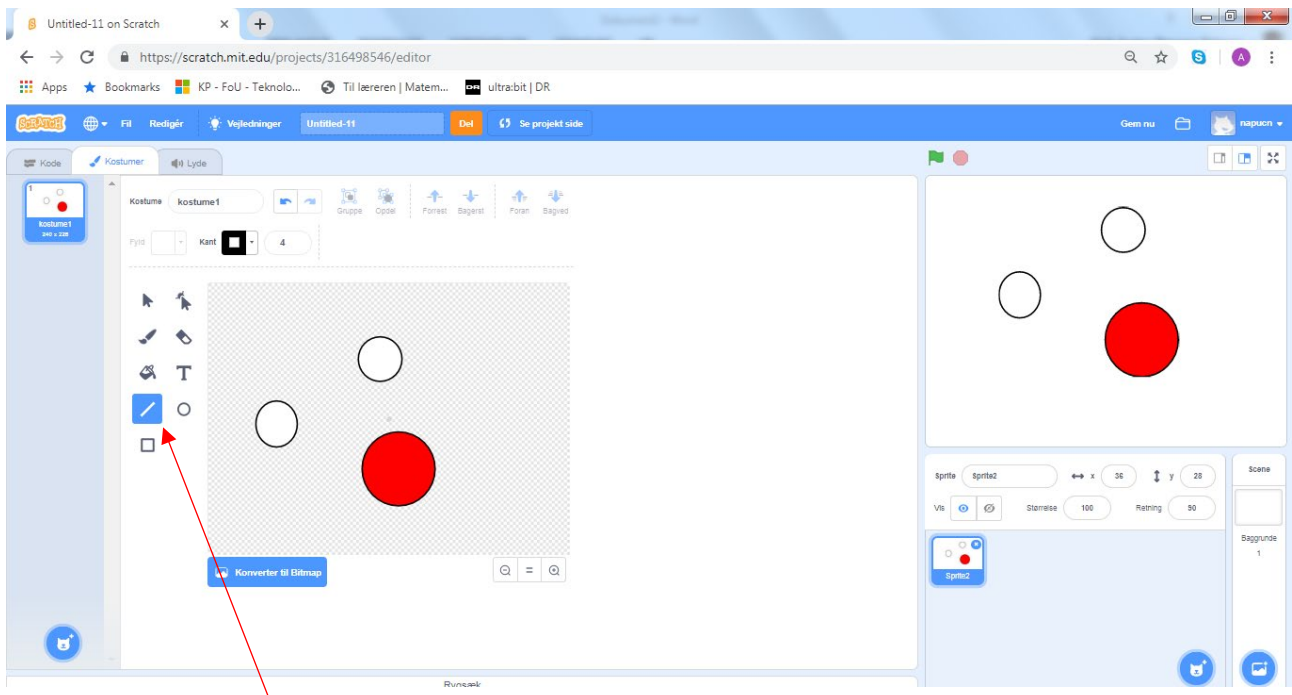 Untitled-11 on Scratch
https://scratch.mit.edu/projects/316498546/editor
A
Apps Bookmarks KP - FoU - Teknolo... Til læreren | Matem... DR ultra:bit | DR
SCRATCH Fil Redigér Vejledninger Untitled-11 Del Se projekt side Gem nu napucn
Kode Kostumer Lyde
1
kostume1
240 x 228
Kostume kostume1 Gruppe Opdel Forrest Bagerst Foran Bagved
Fyld Kant 4
T
Konverter til Bitmap
=
Sprite Sprite2 x 36 y 28
Vis Størrelse 100 Retning 90
Sprite2
Scene
Baggrunde
1
Rygsæk